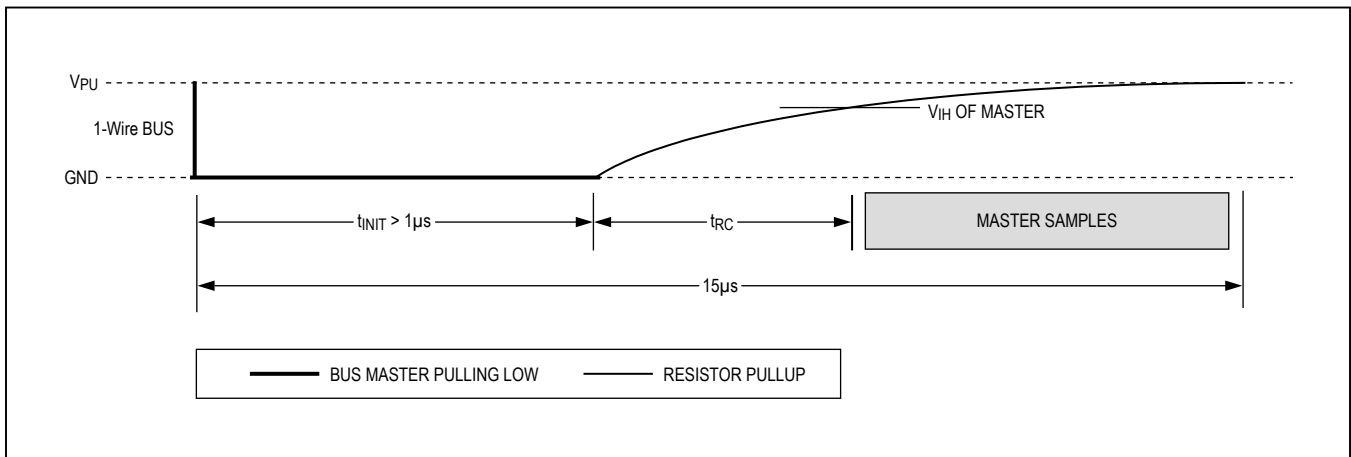 VPU
1-Wire BUS
GND
VIH OF MASTER
tINIT > 1µs
tRC
MASTER SAMPLES
15µs
BUS MASTER PULLING LOW
RESISTOR PULLUP